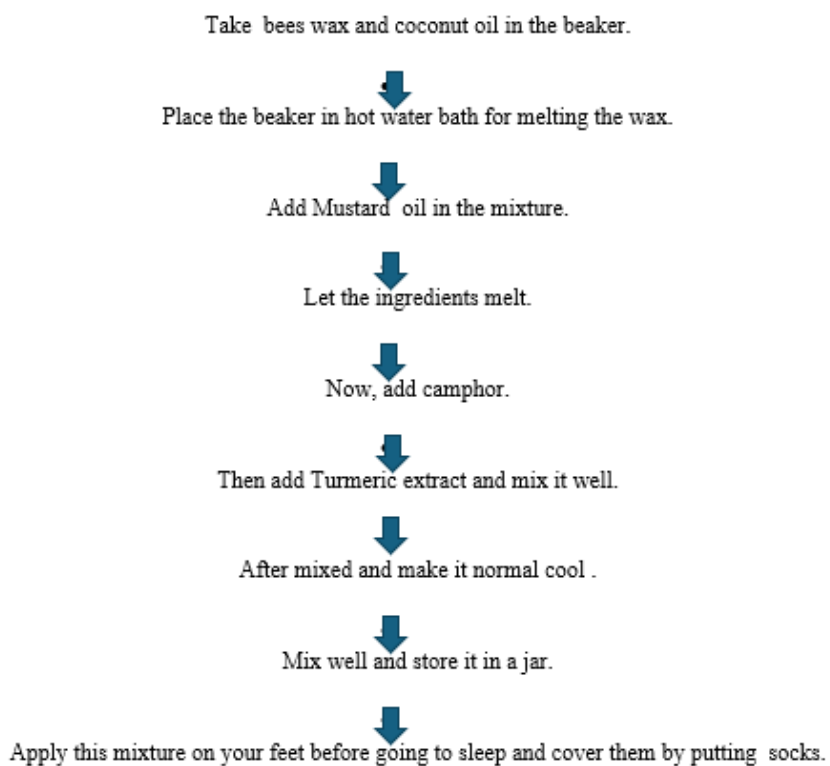 Take bees wax and coconut oil in the beaker.
Place the beaker in hot water bath for melting the wax.
Add Mustard oil in the mixture.
Let the ingredients melt.
Now, add camphor.
Then add Turmeric extract and mix it well.
After mixed and make it normal cool .
Mix well and store it in a jar.
Apply this mixture on your feet before going to sleep and cover them by putting socks.